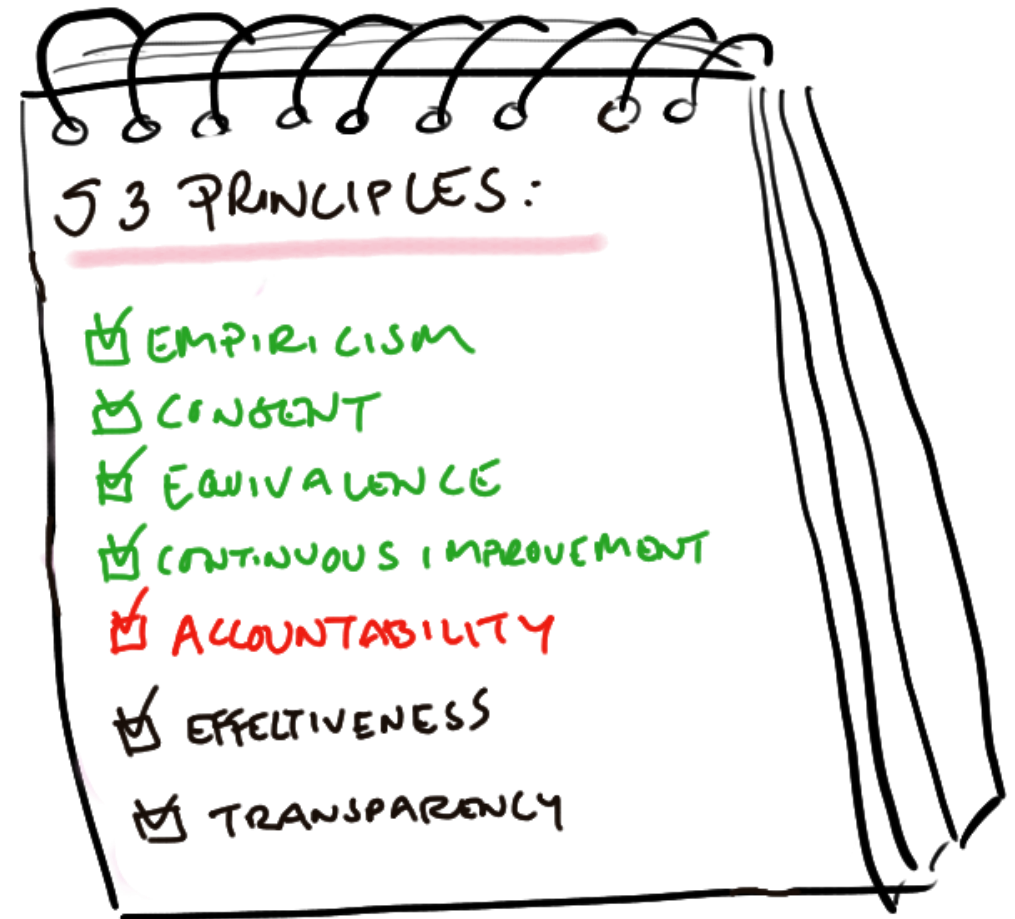 S3 PRINCIPLES:
EMPIRICISM
CONSENT
EQUIVALENCE
CONTINUOUS IMPROVEMENT
ACCOUNTABILITY
EFFECTIVENESS
TRANSPARENCY